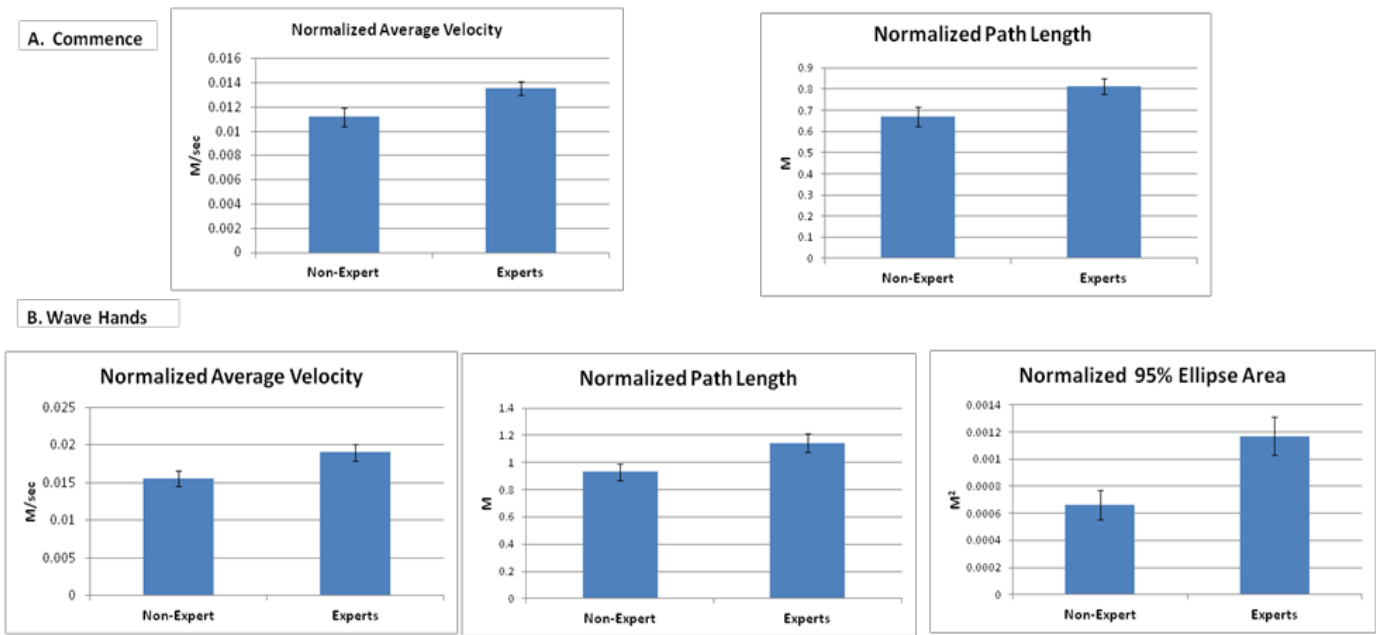 A. Commence
Normalized Average Velocity
M/sec
0.016
0.014
0.012
0.01
0.008
0.006
0.004
0.002
0
Non-Expert Experts
Normalized Path Length
M
0.9
0.8
0.7
0.6
0.5
0.4
0.3
0.2
0.1
0
Non-Expert Experts
B. Wave Hands
Normalized Average Velocity
M/sec
0.025
0.02
0.015
0.01
0.005
0
Non-Expert Experts
Normalized Path Length
M
1.4
1.2
1
0.8
0.6
0.4
0.2
0
Non-Expert Experts
Normalized 95% Ellipse Area
M²
0.0014
0.0012
0.001
0.0008
0.0006
0.0004
0.0002
0
Non-Expert Experts